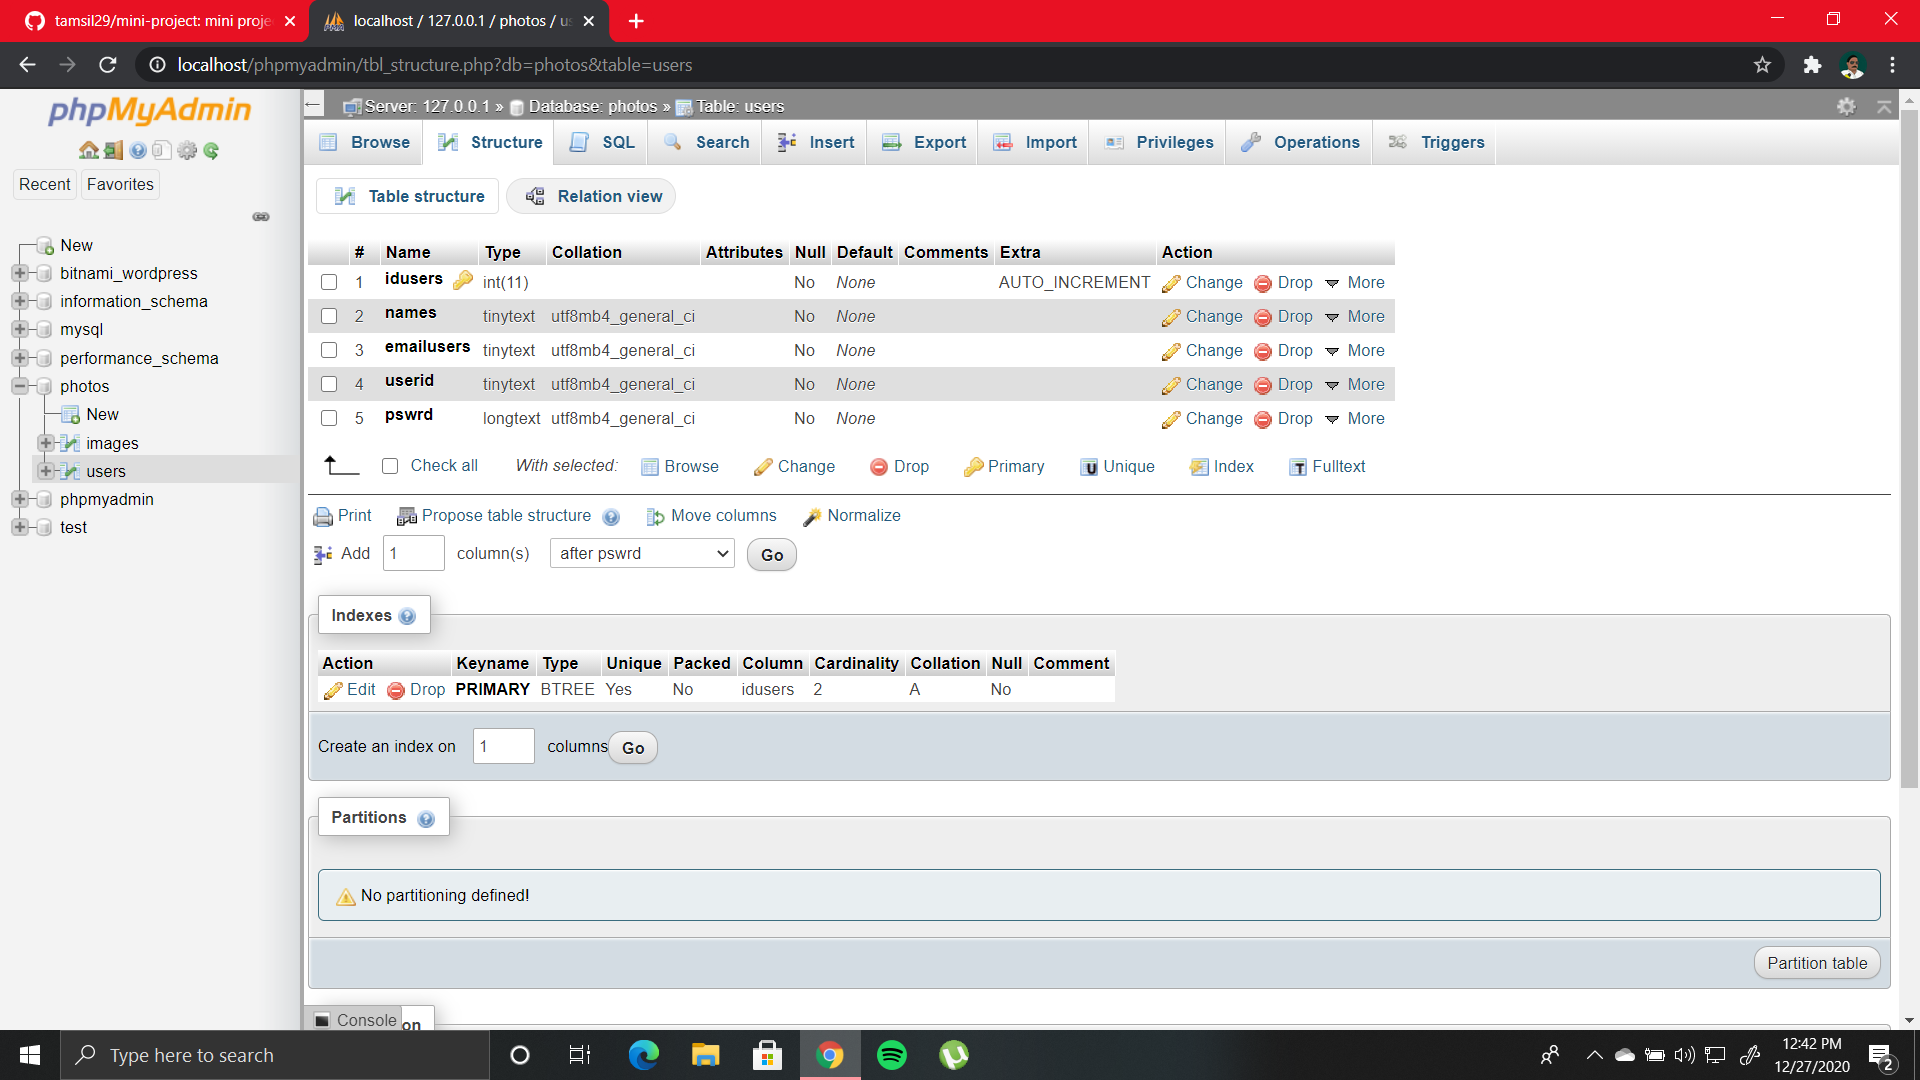 tamsil29/mini-project: mini proje
localhost / 127.0.0.1 / photos / us
localhost/phpmyadmin/tbl_structure.php?db=photos&table=users
phpMyAdmin
Recent Favorites
New
bitnami_wordpress
information_schema
mysql
performance_schema
photos
New
images
users
phpmyadmin
test
Server: 127.0.0.1 » Database: photos » Table: users
Browse Structure SQL Search Insert Export Import Privileges Operations Triggers
Table structure Relation view
# Name Type Collation Attributes Null Default Comments Extra Action
1 idusers int(11) No None AUTO_INCREMENT Change Drop More
2 names tinytext utf8mb4_general_ci No None Change Drop More
3 emailusers tinytext utf8mb4_general_ci No None Change Drop More
4 userid tinytext utf8mb4_general_ci No None Change Drop More
5 pswrd longtext utf8mb4_general_ci No None Change Drop More
Check all With selected: Browse Change Drop Primary Unique Index Fulltext
Print Propose table structure Move columns Normalize
Add 1 column(s) after pswrd Go
Indexes
Action Keyname Type Unique Packed Column Cardinality Collation Null Comment
Edit Drop PRIMARY BTREE Yes No idusers 2 A No
Create an index on 1 columns Go
Partitions
No partitioning defined!
Partition table
Console on
Type here to search
12:42 PM
12/27/2020
2